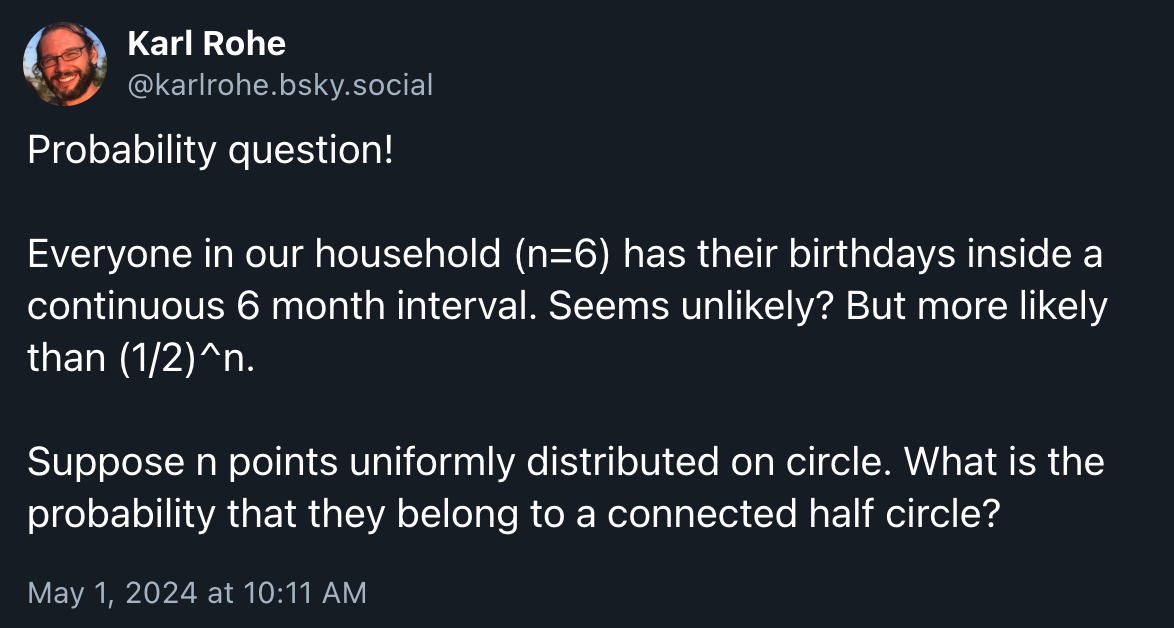 Karl Rohe
@karlrohe.bsky.social
Probability question!
Everyone in our household (n=6) has their birthdays inside a
continuous 6 month interval. Seems unlikely? But more likely
than (1/2)^n.
Suppose n points uniformly distributed on circle. What is the
probability that they belong to a connected half circle?
May 1, 2024 at 10:11 AM